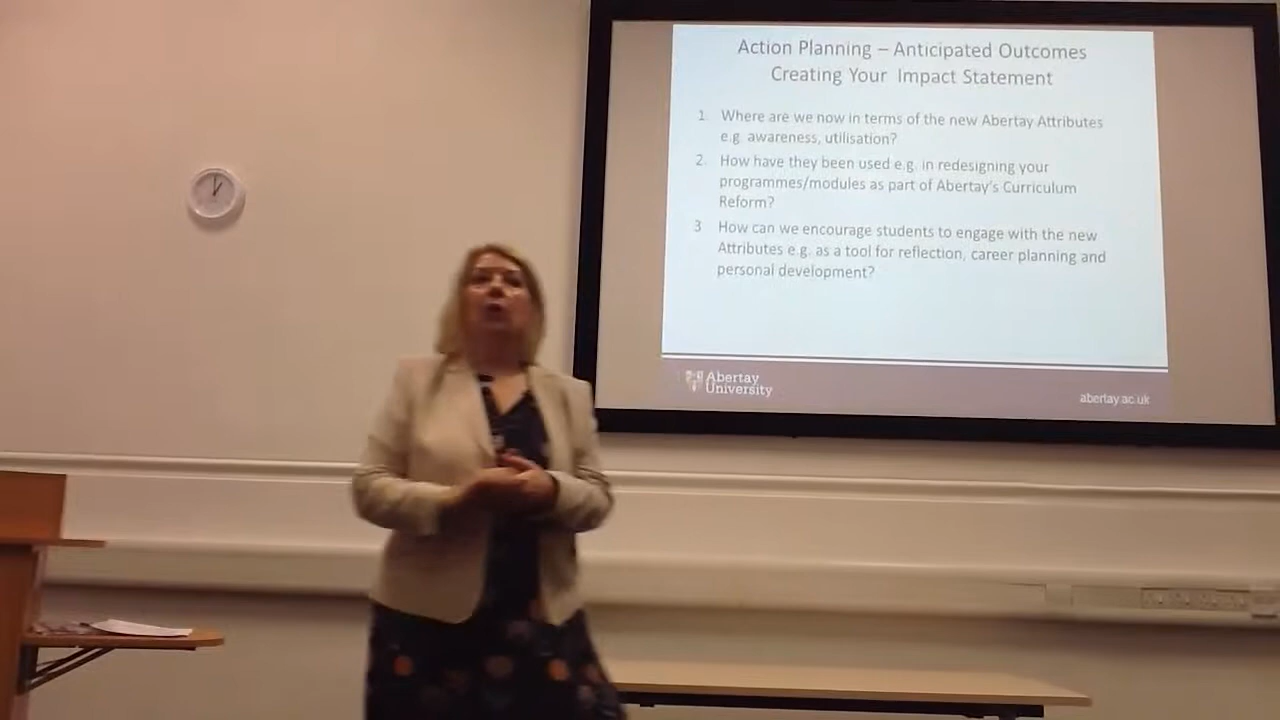 Action Planning – Anticipated Outcomes
Creating Your Impact Statement
1. Where are we now in terms of the new Abertay Attributes
e.g. awareness, utilisation?
2. How have they been used e.g. in redesigning your
programmes/modules as part of Abertay's Curriculum
Reform?
3 How can we encourage students to engage with the new
Attributes e.g. as a tool for reflection, career planning and
personal development?
Abertay
University
abertay.ac.uk